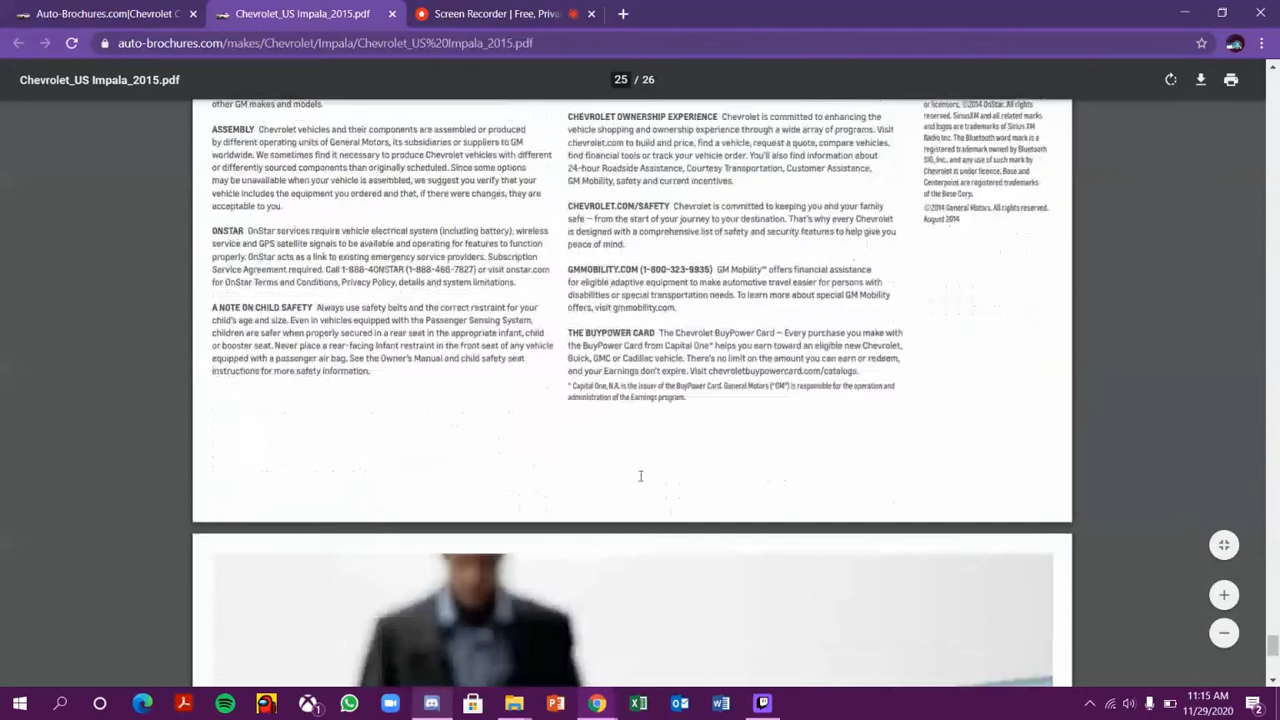 Auto-Brochures.com|Chevrolet C
Chevrolet_US Impala_2015.pdf
Screen Recorder | Free, Priva
auto-brochures.com/makes/Chevrolet/Impala/Chevrolet_US%20Impala_2015.pdf
Chevrolet_US Impala_2015.pdf
25 / 26
other GM makes and models.
ASSEMBLY Chevrolet vehicles and their components are assembled or produced
by different operating units of General Motors, its subsidiaries or suppliers to GM
worldwide. We sometimes find it necessary to produce Chevrolet vehicles with different
or differently sourced components than originally scheduled. Since some options
may be unavailable when your vehicle is assembled, we suggest you verify that your
vehicle includes the equipment you ordered and that, if there were changes, they are
acceptable to you.
ONSTAR OnStar services require vehicle electrical system (including battery), wireless
service and GPS satellite signals to be available and operating for features to function
properly. OnStar acts as a link to existing emergency service providers. Subscription
Service Agreement required. Call 1-888-4ONSTAR (1-888-466-7827) or visit onstar.com
for OnStar Terms and Conditions, Privacy Policy, details and system limitations.
A NOTE ON CHILD SAFETY Always use safety belts and the correct restraint for your
child's age and size. Even in vehicles equipped with the Passenger Sensing System,
children are safer when properly secured in a rear seat in the appropriate infant, child
or booster seat. Never place a rear-facing infant restraint in the front seat of any vehicle
equipped with a passenger air bag. See the Owner's Manual and child safety seat
instructions for more safety information.
CHEVROLET OWNERSHIP EXPERIENCE Chevrolet is committed to enhancing the
vehicle shopping and ownership experience through a wide array of programs. Visit
chevrolet.com to build and price, find a vehicle, request a quote, compare vehicles,
find financial tools or track your vehicle order. You'll also find information about
24-hour Roadside Assistance, Courtesy Transportation, Customer Assistance,
GM Mobility, safety and current incentives.
CHEVROLET.COM/SAFETY Chevrolet is committed to keeping you and your family
safe – from the start of your journey to your destination. That's why every Chevrolet
is designed with a comprehensive list of safety and security features to help give you
peace of mind.
GMMOBILITY.COM (1-800-323-9935) GM Mobility™ offers financial assistance
for eligible adaptive equipment to make automotive travel easier for persons with
disabilities or special transportation needs. To learn more about special GM Mobility
offers, visit gmmobility.com.
THE BUYPOWER CARD The Chevrolet BuyPower Card – Every purchase you make with
the BuyPower Card from Capital One* helps you earn toward an eligible new Chevrolet,
Buick, GMC or Cadillac vehicle. There's no limit on the amount you can earn or redeem,
and your Earnings don't expire. Visit chevroletbuypowercard.com/catalogs.
* Capital One, N.A. is the issuer of the BuyPower Card. General Motors ("GM") is responsible for the operation and
administration of the Earnings program.
or licensors. ©2014 OnStar. All rights
reserved. SiriusXM and all related marks
and logos are trademarks of Sirius XM
Radio Inc. The Bluetooth word mark is a
registered trademark owned by Bluetooth
SIG, Inc., and any use of such mark by
Chevrolet is under licence. Bose and
Centerpoint are registered trademarks
of the Bose Corp.
©2014 General Motors. All rights reserved.
August 2014
11:15 AM
11/29/2020